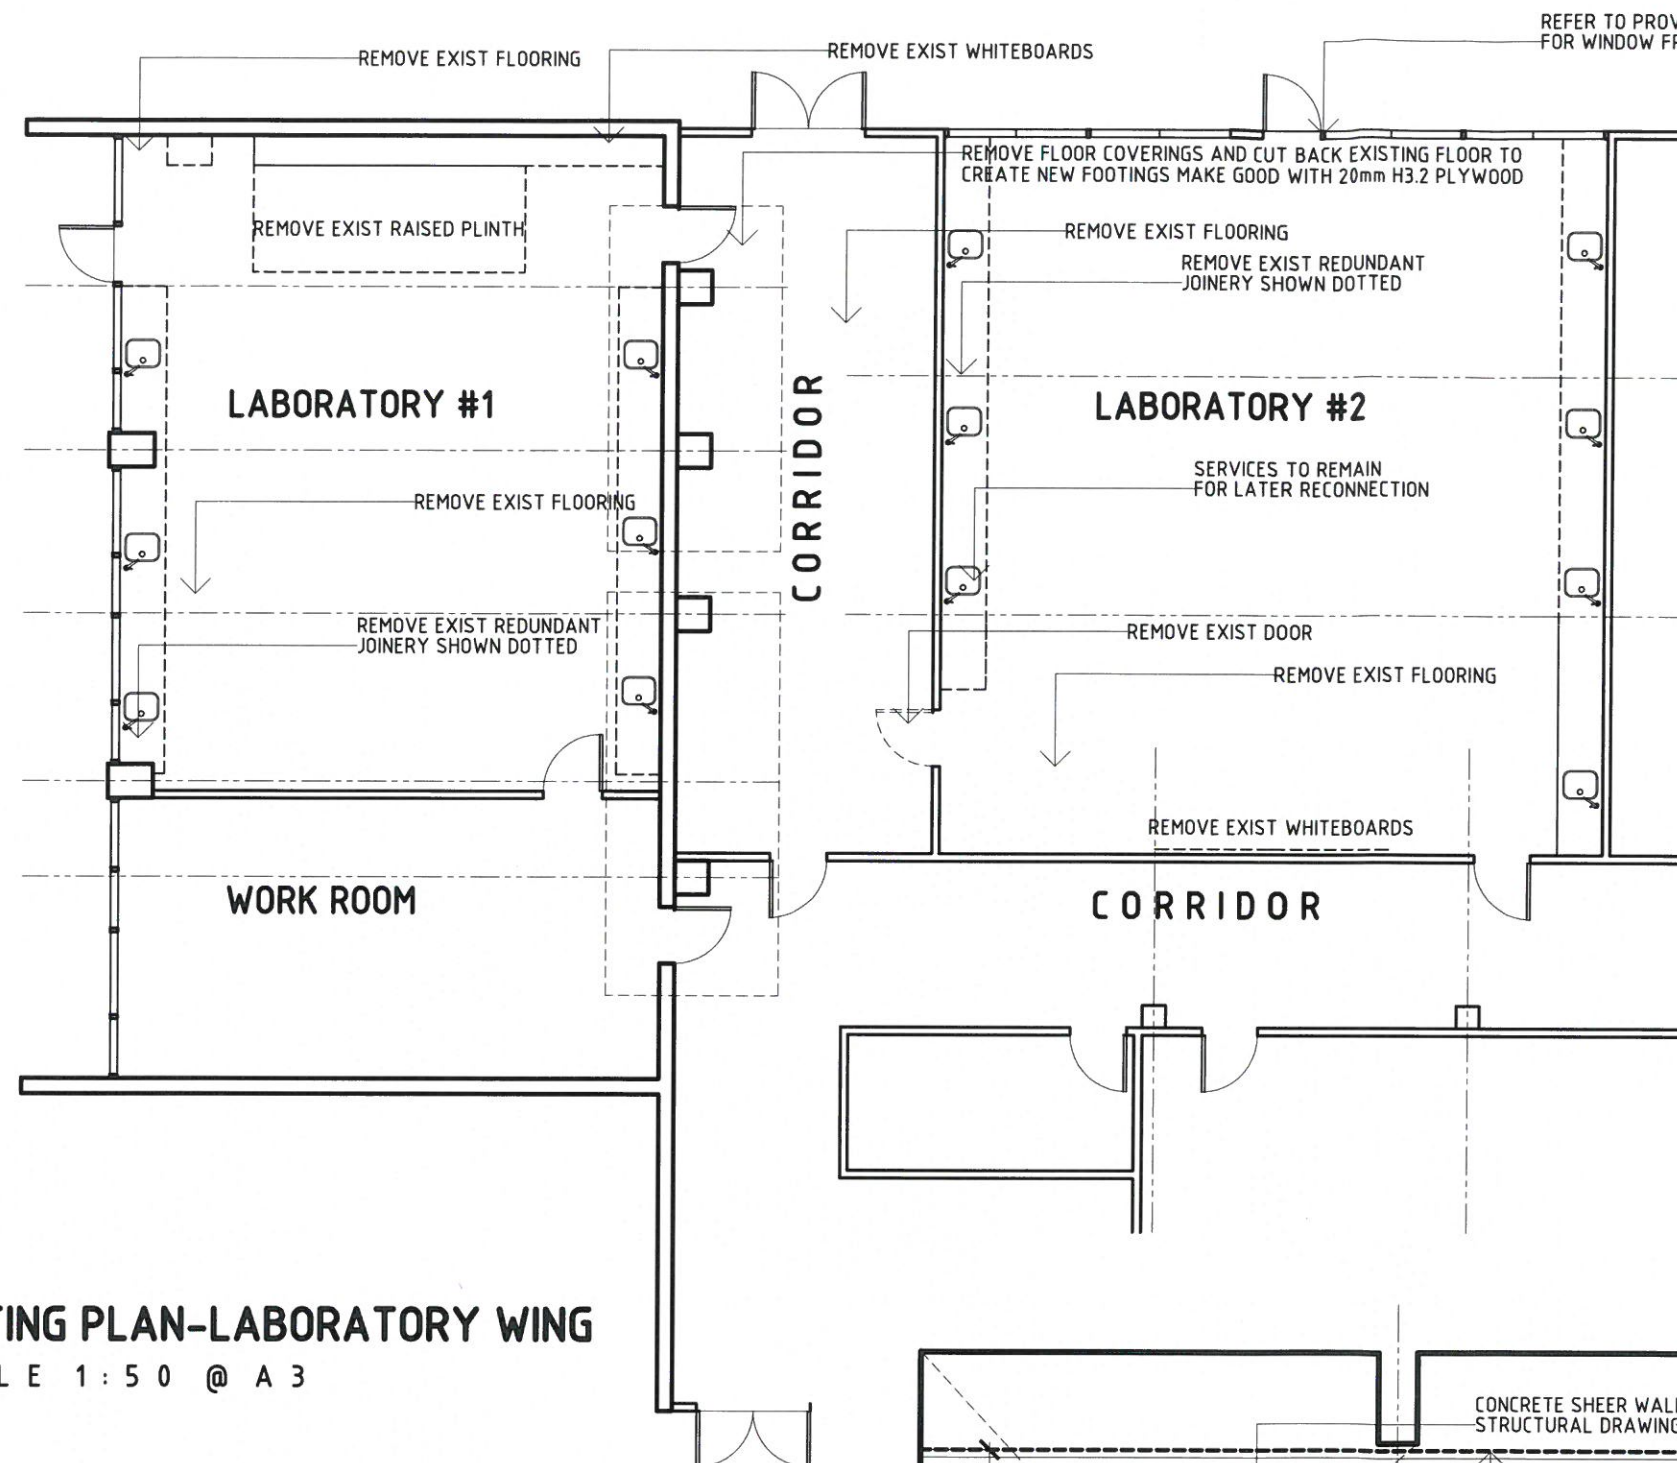 REFER TO PROV
FOR WINDOW FR
REMOVE EXIST FLOORING
REMOVE EXIST WHITEBOARDS
REMOVE FLOOR COVERINGS AND CUT BACK EXISTING FLOOR TO
CREATE NEW FOOTINGS MAKE GOOD WITH 20mm H3.2 PLYWOOD
REMOVE EXIST RAISED PLINTH
REMOVE EXIST FLOORING
REMOVE EXIST REDUNDANT
JOINERY SHOWN DOTTED
LABORATORY #1
CORRIDOR
LABORATORY #2
SERVICES TO REMAIN
FOR LATER RECONNECTION
REMOVE EXIST FLOORING
REMOVE EXIST REDUNDANT
JOINERY SHOWN DOTTED
REMOVE EXIST DOOR
REMOVE EXIST FLOORING
REMOVE EXIST WHITEBOARDS
WORK ROOM
CORRIDOR
TING PLAN-LABORATORY WING
LE 1:50 @ A3
CONCRETE SHEER WALL
STRUCTURAL DRAWING